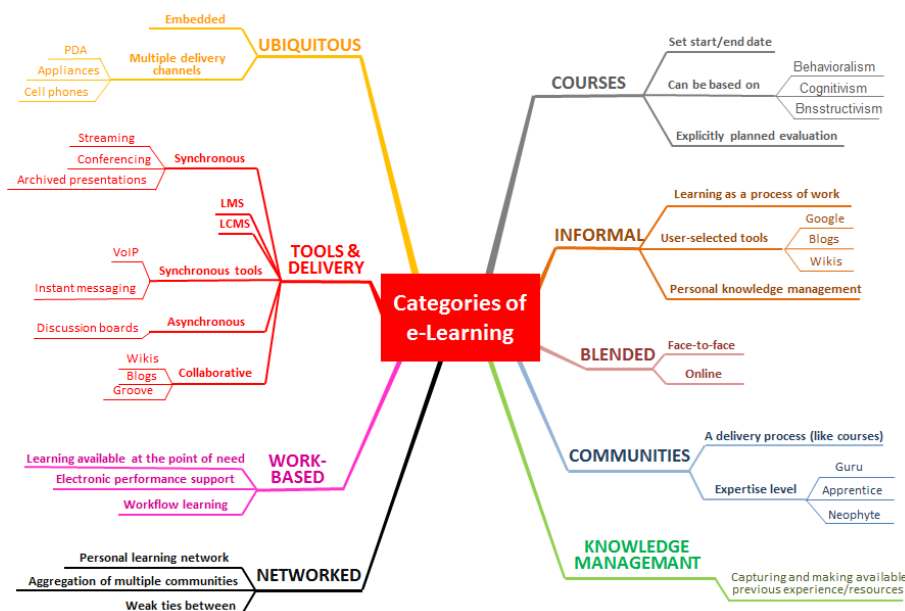 Categories of
e-Learning
UBIQUITOUS
Embedded
Multiple delivery
channels
PDA
Appliances
Cell phones
TOOLS &
DELIVERY
Synchronous
Streaming
Conferencing
Archived presentations
LMS
LCMS
Synchronous tools
VoIP
Instant messaging
Asynchronous
Discussion boards
Collaborative
Wikis
Blogs
Groove
WORK-
BASED
Learning available at the point of need
Electronic performance support
Workflow learning
NETWORKED
Personal learning network
Aggregation of multiple communities
Weak ties between
COURSES
Set start/end date
Can be based on
Behavioralism
Cognitivism
Bnsstructivism
Explicitly planned evaluation
INFORMAL
Learning as a process of work
User-selected tools
Google
Blogs
Wikis
Personal knowledge management
BLENDED
Face-to-face
Online
COMMUNITIES
A delivery process (like courses)
Expertise level
Guru
Apprentice
Neophyte
KNOWLEDGE
MANAGEMANT
Capturing and making available
previous experience/resources